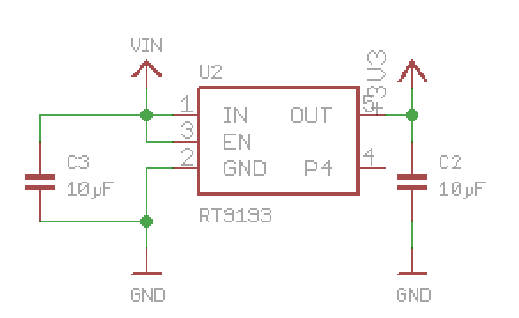 VIN
U2
+3V3
1
IN
OUT
5
3
EN
2
GND
P4
4
C3
10µF
C2
10µF
RT9193
GND
GND